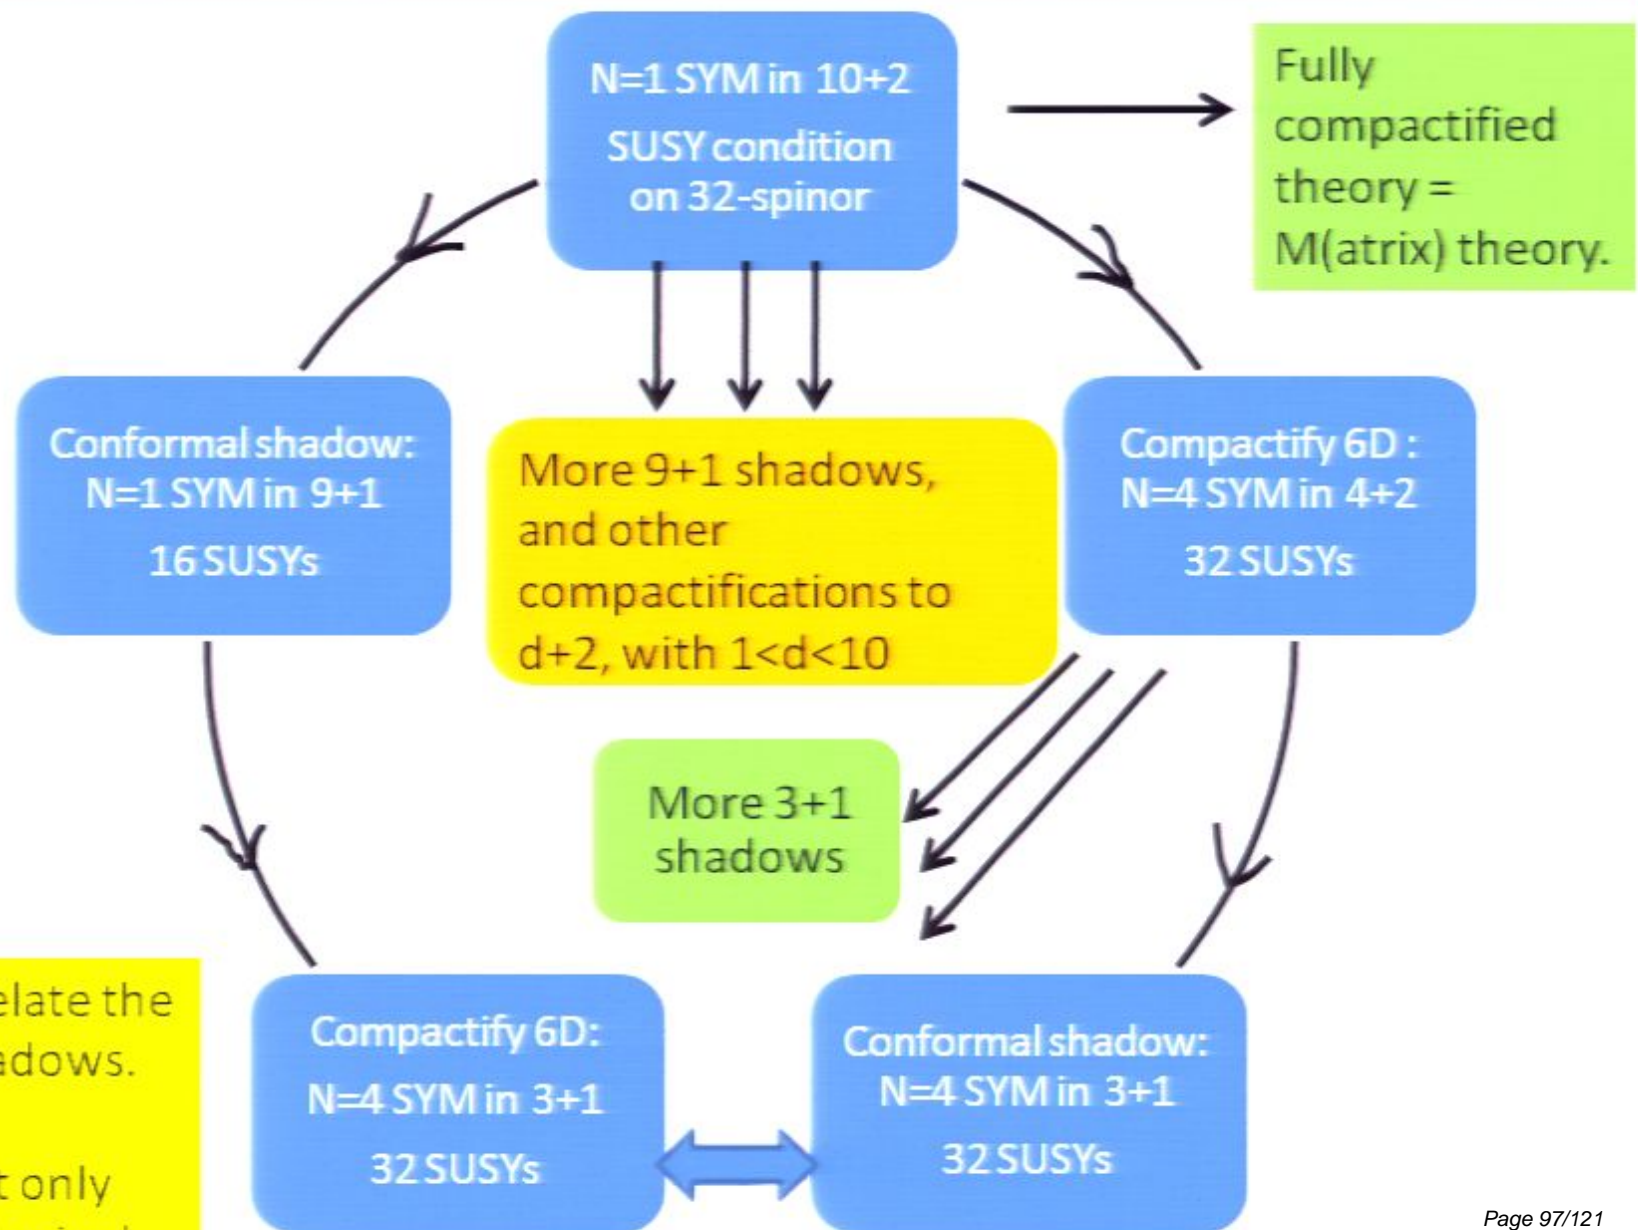 N=1 SYM in 10+2
SUSY condition
on 32-spinor
Fully
compactified
theory =
M(atrix) theory.
Conformal shadow:
N=1 SYM in 9+1
16 SUSYs
More 9+1 shadows,
and other
compactifications to
d+2, with 1<d<10
Compactify 6D :
N=4 SYM in 4+2
32 SUSYs
More 3+1
shadows
elate the
adows.
t only
Compactify 6D:
N=4 SYM in 3+1
32 SUSYs
Conformal shadow:
N=4 SYM in 3+1
32 SUSYs
Page 97/121